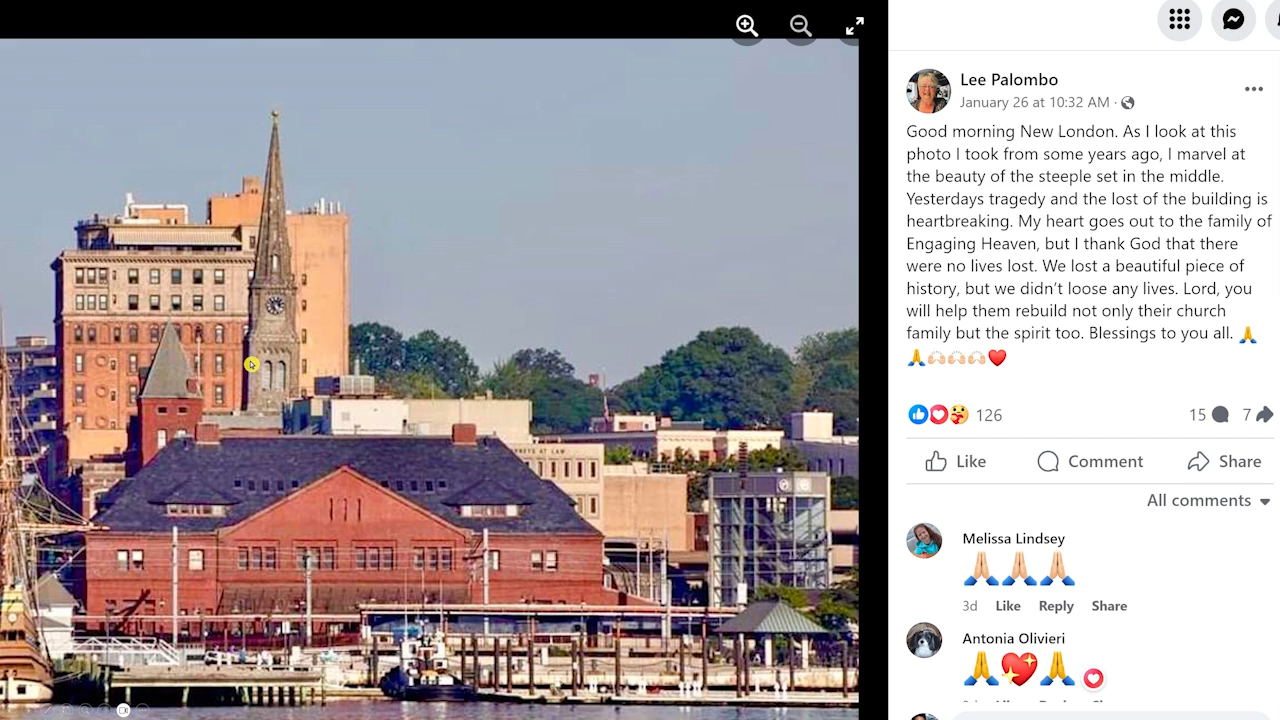 Lee Palombo
January 26 at 10:32 AM ·
Good morning New London. As I look at this
photo I took from some years ago, I marvel at
the beauty of the steeple set in the middle.
Yesterdays tragedy and the lost of the building is
heartbreaking. My heart goes out to the family of
Engaging Heaven, but I thank God that there
were no lives lost. We lost a beautiful piece of
history, but we didn’t loose any lives. Lord, you
will help them rebuild not only their church
family but the spirit too. Blessings to you all. 🙏
🙏🙌🏻🙌🏻🙌🏻❤️
126
15
7
Like
Comment
Share
All comments
Melissa Lindsey
🙏🏻🙏🏻🙏🏻
3d Like Reply Share
Antonia Olivieri
🙏💖🙏
AT LAW